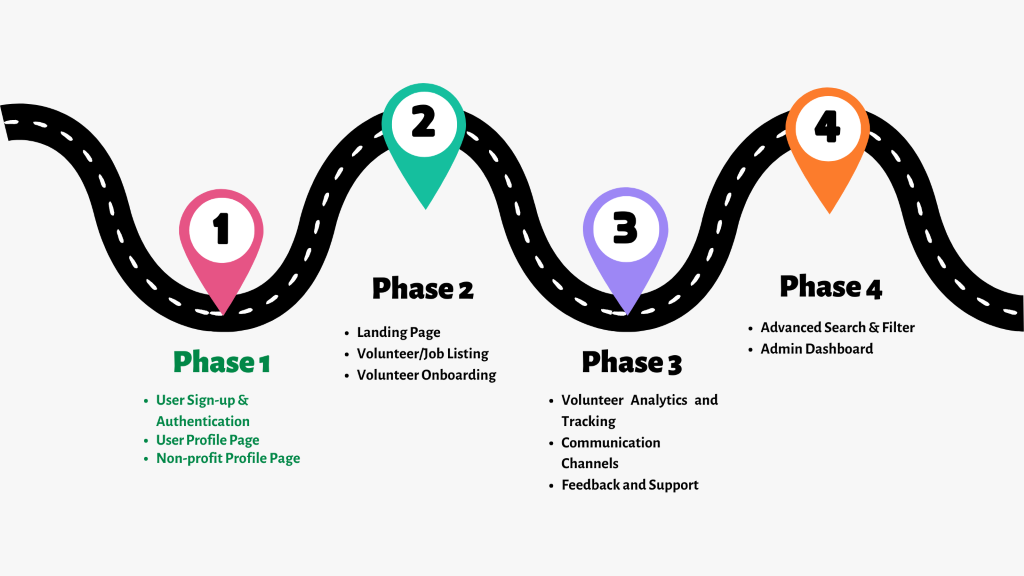 1
Phase 1
• User Sign-up &
Authentication
• User Profile Page
• Non-profit Profile Page
2
Phase 2
• Landing Page
• Volunteer/Job Listing
• Volunteer Onboarding
3
Phase 3
• Volunteer Analytics and
Tracking
• Communication
Channels
• Feedback and Support
4
Phase 4
• Advanced Search & Filter
• Admin Dashboard